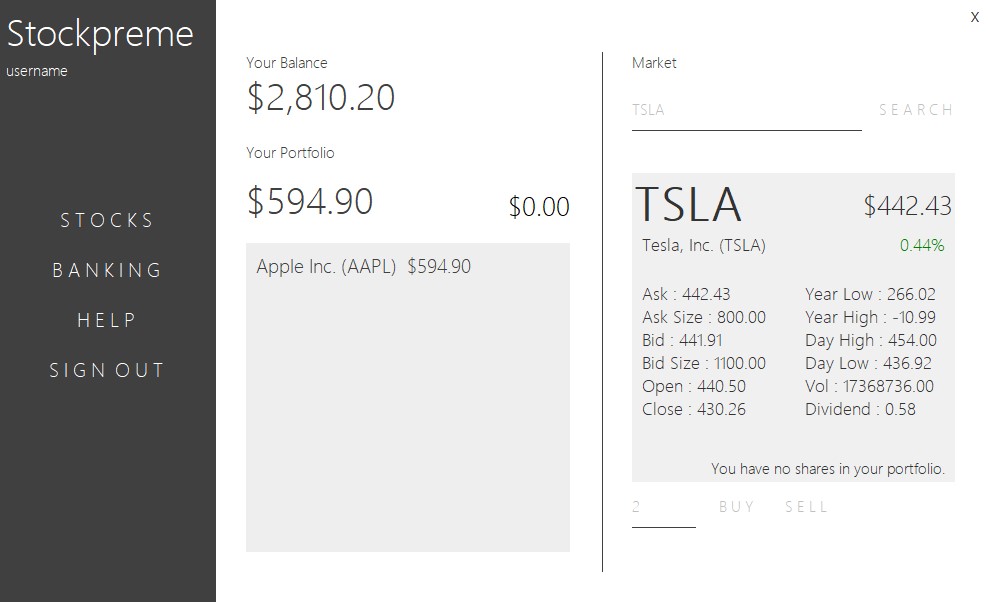 Stockpreme
username
STOCKS
BANKING
HELP
SIGN OUT
Your Balance
$2,810.20
Your Portfolio
$594.90 $0.00
Apple Inc. (AAPL) $594.90
X
Market
TSLA SEARCH
TSLA $442.43
Tesla, Inc. (TSLA) 0.44%
Ask : 442.43 Year Low : 266.02
Ask Size : 800.00 Year High : -10.99
Bid : 441.91 Day High : 454.00
Bid Size : 1100.00 Day Low : 436.92
Open : 440.50 Vol : 17368736.00
Close : 430.26 Dividend : 0.58
You have no shares in your portfolio.
2 BUY SELL